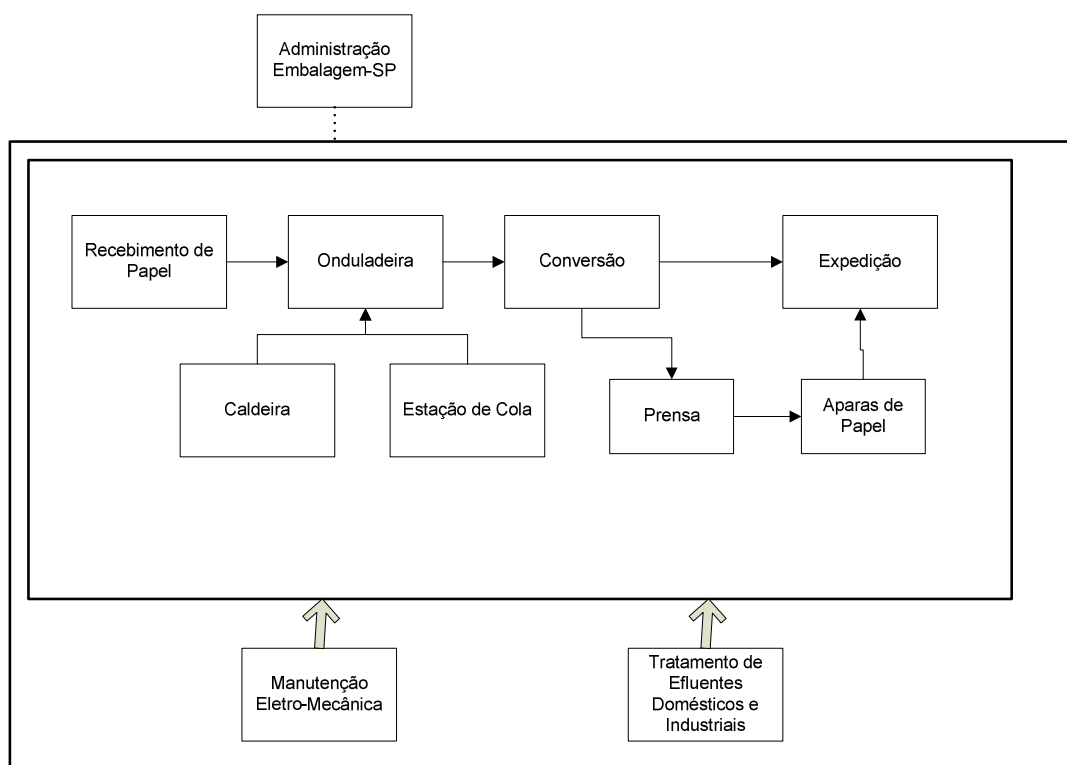 Administração
Embalagem-SP
Recebimento de
Papel
Onduladeira
Conversão
Expedição
Caldeira
Estação de Cola
Prensa
Aparas de
Papel
Manutenção
Eletro-Mecânica
Tratamento de
Efluentes
Domésticos e
Industriais